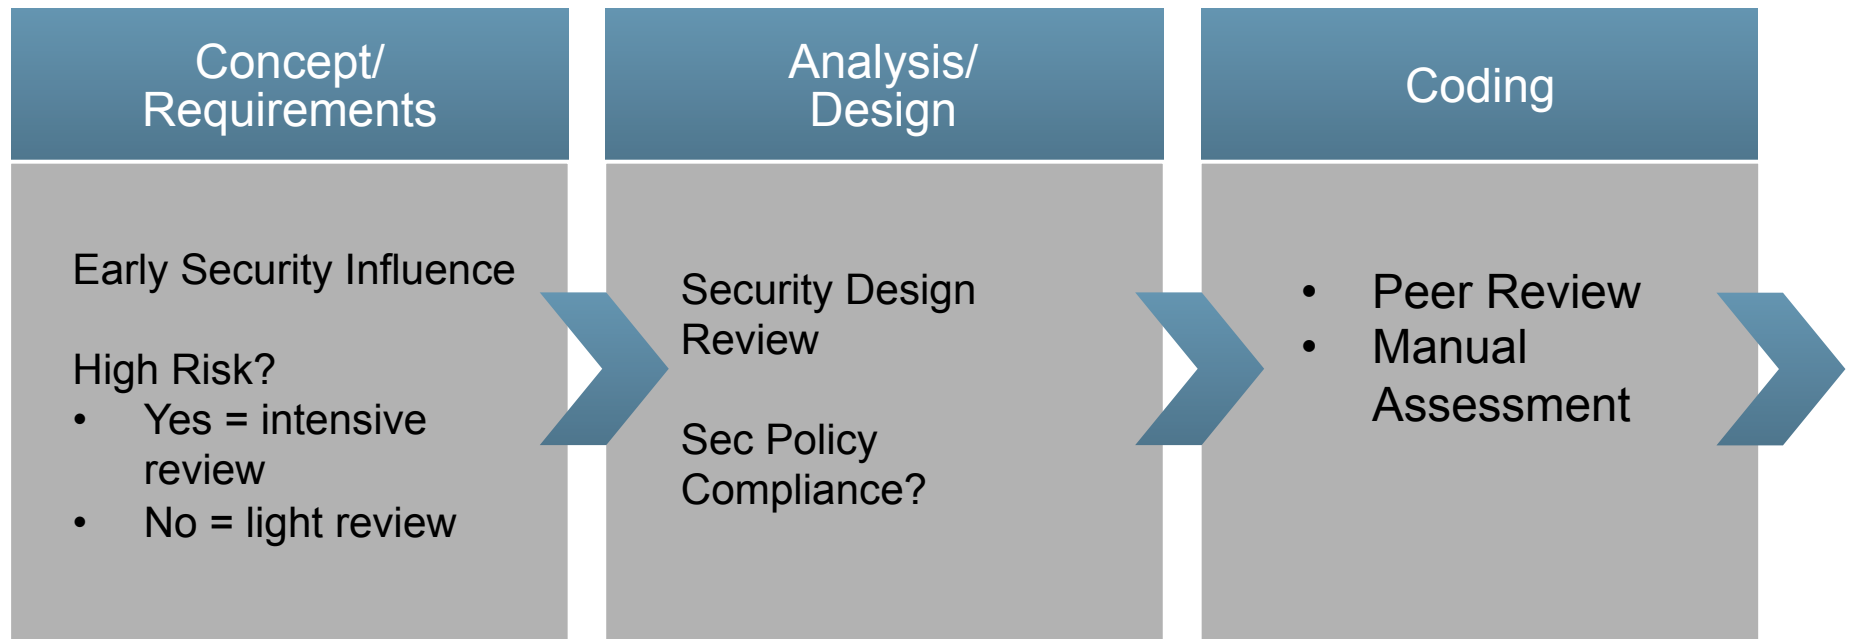 Concept/
Requirements
Early Security Influence
High Risk?
• Yes = intensive
review
• No = light review
Analysis/
Design
Security Design
Review
Sec Policy
Compliance?
Coding
• Peer Review
• Manual
Assessment